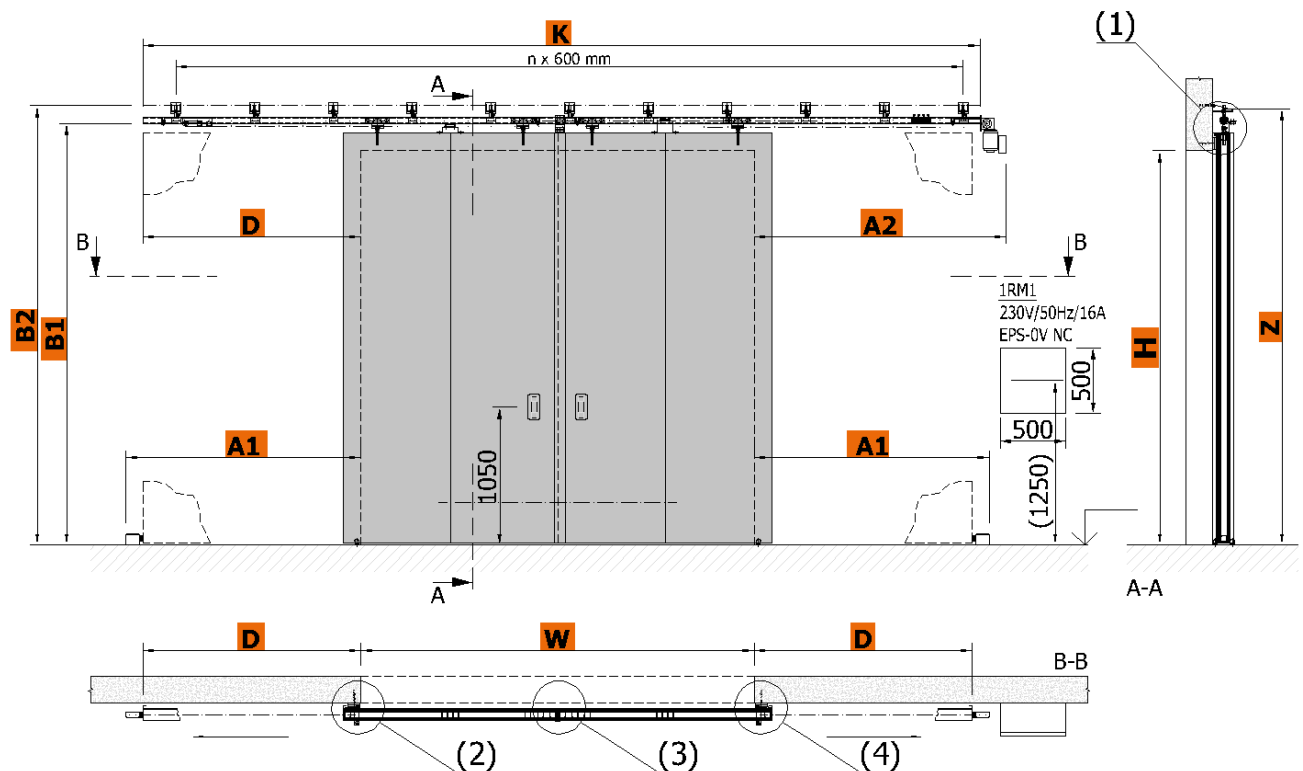 K
(1)
n x 600 mm
A
D
A2
B
B
B2
B1
1RM1
230V/50Hz/16A
EPS-0V NC
H
Z
500
500
A1
A1
1050
(1250)
A
A-A
D
W
D
B-B
(2)
(3)
(4)